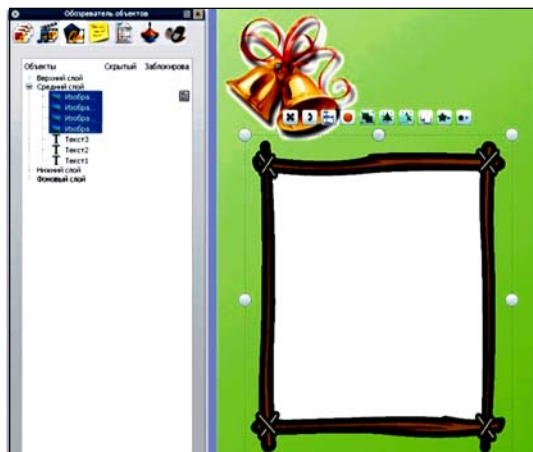 Обозреватель объектов
Объекты Скрытый Заблокирова
Верхний слой
Средний слой
Изобра...
Изобра...
Изобра...
Изобра...
Текст3
Текст2
Текст1
Нижний слой
Фоновый слой